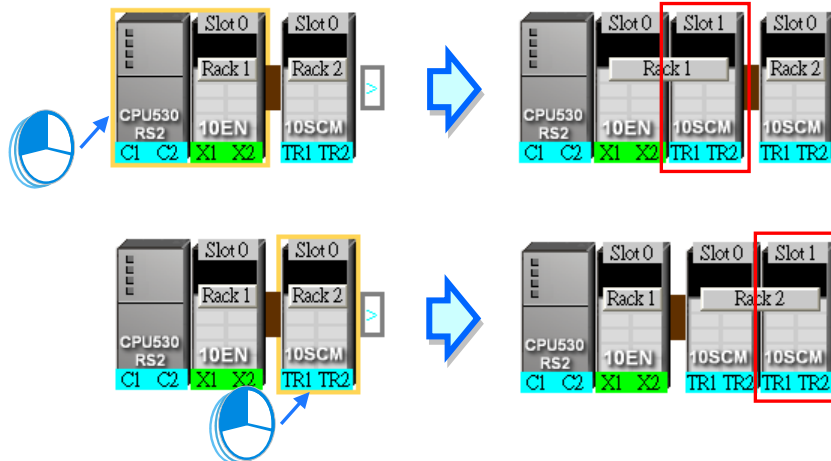 Slot 0 Slot 0
Rack 1 Rack 2
>
CPU530
RS2 10EN 10SCM
C1 C2 X1 X2 TR1 TR2
Slot 0 Slot 1 Slot 0
Rack 1 Rack 2
CPU530
RS2 10EN 10SCM 10SCM
C1 C2 X1 X2 TR1 TR2 TR1 TR2
Slot 0 Slot 0
Rack 1 Rack 2
>
CPU530
RS2 10EN 10SCM
C1 C2 X1 X2 TR1 TR2
Slot 0 Slot 0 Slot 1
Rack 1 Rack 2
CPU530
RS2 10EN 10SCM 10SCM
C1 C2 X1 X2 TR1 TR2 TR1 TR2